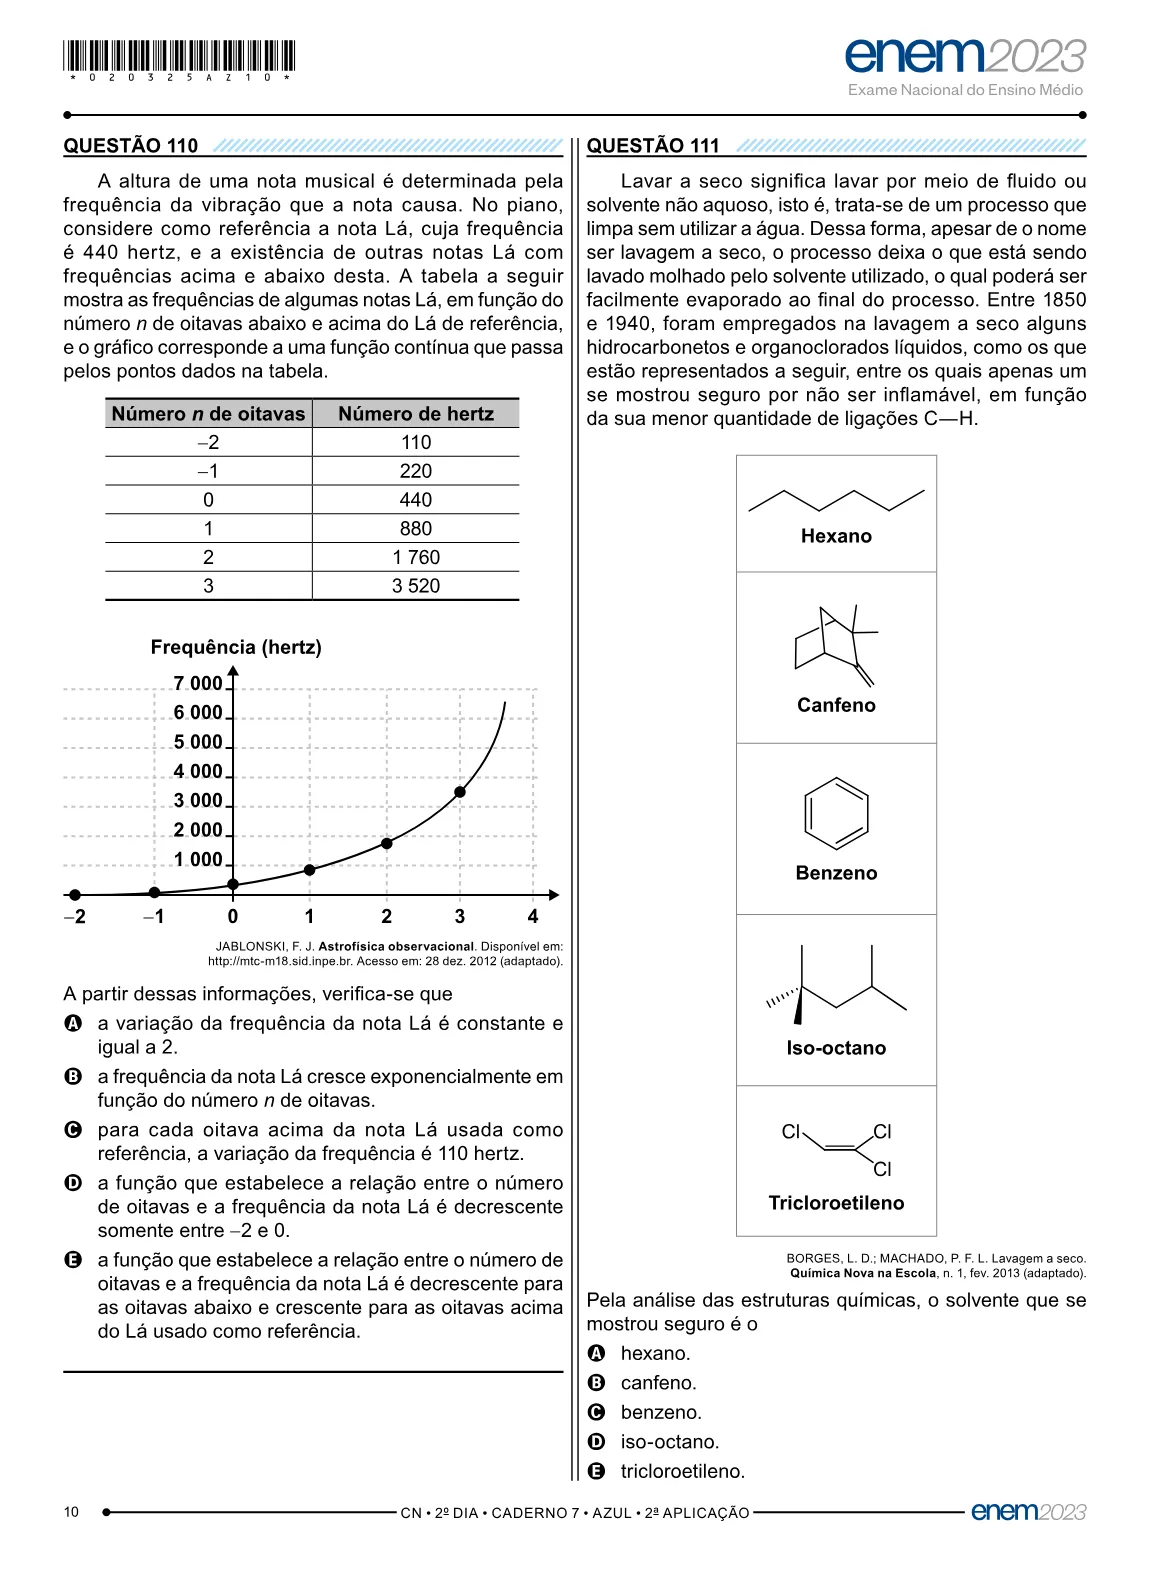 *020325AZ10*
enem2023
Exame Nacional do Ensino Médio
QUESTÃO 110
A altura de uma nota musical é determinada pela
frequência da vibração que a nota causa. No piano,
considere como referência a nota Lá, cuja frequência
é 440 hertz, e a existência de outras notas Lá com
frequências acima e abaixo desta. A tabela a seguir
mostra as frequências de algumas notas Lá, em função do
número n de oitavas abaixo e acima do Lá de referência,
e o gráfico corresponde a uma função contínua que passa
pelos pontos dados na tabela.
Número n de oitavas Número de hertz
–2 110
–1 220
0 440
1 880
2 1 760
3 3 520
Frequência (hertz)
7 000
6 000
5 000
4 000
3 000
2 000
1 000
–2 –1 0 1 2 3 4
JABLONSKI, F. J. Astrofísica observacional. Disponível em:
http://mtc-m18.sid.inpe.br. Acesso em: 28 dez. 2012 (adaptado).
A partir dessas informações, verifica-se que
A a variação da frequência da nota Lá é constante e
igual a 2.
B a frequência da nota Lá cresce exponencialmente em
função do número n de oitavas.
C para cada oitava acima da nota Lá usada como
referência, a variação da frequência é 110 hertz.
D a função que estabelece a relação entre o número
de oitavas e a frequência da nota Lá é decrescente
somente entre –2 e 0.
E a função que estabelece a relação entre o número de
oitavas e a frequência da nota Lá é decrescente para
as oitavas abaixo e crescente para as oitavas acima
do Lá usado como referência.
QUESTÃO 111
Lavar a seco significa lavar por meio de fluido ou
solvente não aquoso, isto é, trata-se de um processo que
limpa sem utilizar a água. Dessa forma, apesar de o nome
ser lavagem a seco, o processo deixa o que está sendo
lavado molhado pelo solvente utilizado, o qual poderá ser
facilmente evaporado ao final do processo. Entre 1850
e 1940, foram empregados na lavagem a seco alguns
hidrocarbonetos e organoclorados líquidos, como os que
estão representados a seguir, entre os quais apenas um
se mostrou seguro por não ser inflamável, em função
da sua menor quantidade de ligações C—H.
Hexano
Canfeno
Benzeno
Iso-octano
Cl Cl
Cl
Tricloroetileno
BORGES, L. D.; MACHADO, P. F. L. Lavagem a seco.
Química Nova na Escola, n. 1, fev. 2013 (adaptado).
Pela análise das estruturas químicas, o solvente que se
mostrou seguro é o
A hexano.
B canfeno.
C benzeno.
D iso-octano.
E tricloroetileno.
10 CN • 2º DIA • CADERNO 7 • AZUL • 2ª APLICAÇÃO enem2023